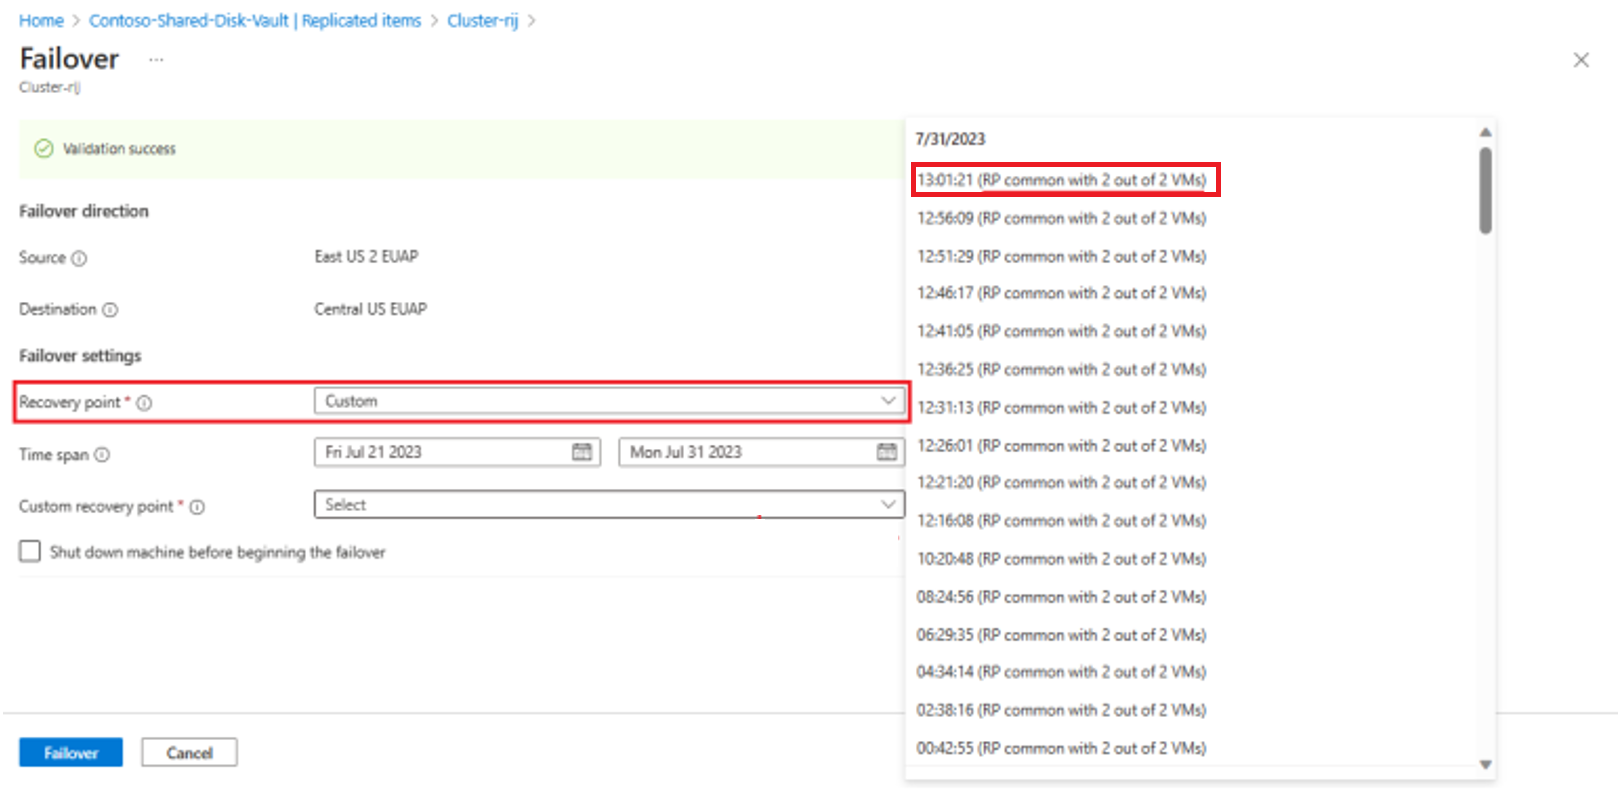 Home > Contoso-Shared-Disk-Vault | Replicated items > Cluster-rij >
Failover ...
Cluster-rij
Validation success
Failover direction
Source
East US 2 EUAP
Destination
Central US EUAP
Failover settings
Recovery point *
Custom
Time span
Fri Jul 21 2023
Mon Jul 31 2023
Custom recovery point *
Select
Shut down machine before beginning the failover
Failover
Cancel
7/31/2023
13:01:21 (RP common with 2 out of 2 VMs)
12:56:09 (RP common with 2 out of 2 VMs)
12:51:29 (RP common with 2 out of 2 VMs)
12:46:17 (RP common with 2 out of 2 VMs)
12:41:05 (RP common with 2 out of 2 VMs)
12:36:25 (RP common with 2 out of 2 VMs)
12:31:13 (RP common with 2 out of 2 VMs)
12:26:01 (RP common with 2 out of 2 VMs)
12:21:20 (RP common with 2 out of 2 VMs)
12:16:08 (RP common with 2 out of 2 VMs)
10:20:48 (RP common with 2 out of 2 VMs)
08:24:56 (RP common with 2 out of 2 VMs)
06:29:35 (RP common with 2 out of 2 VMs)
04:34:14 (RP common with 2 out of 2 VMs)
02:38:16 (RP common with 2 out of 2 VMs)
00:42:55 (RP common with 2 out of 2 VMs)